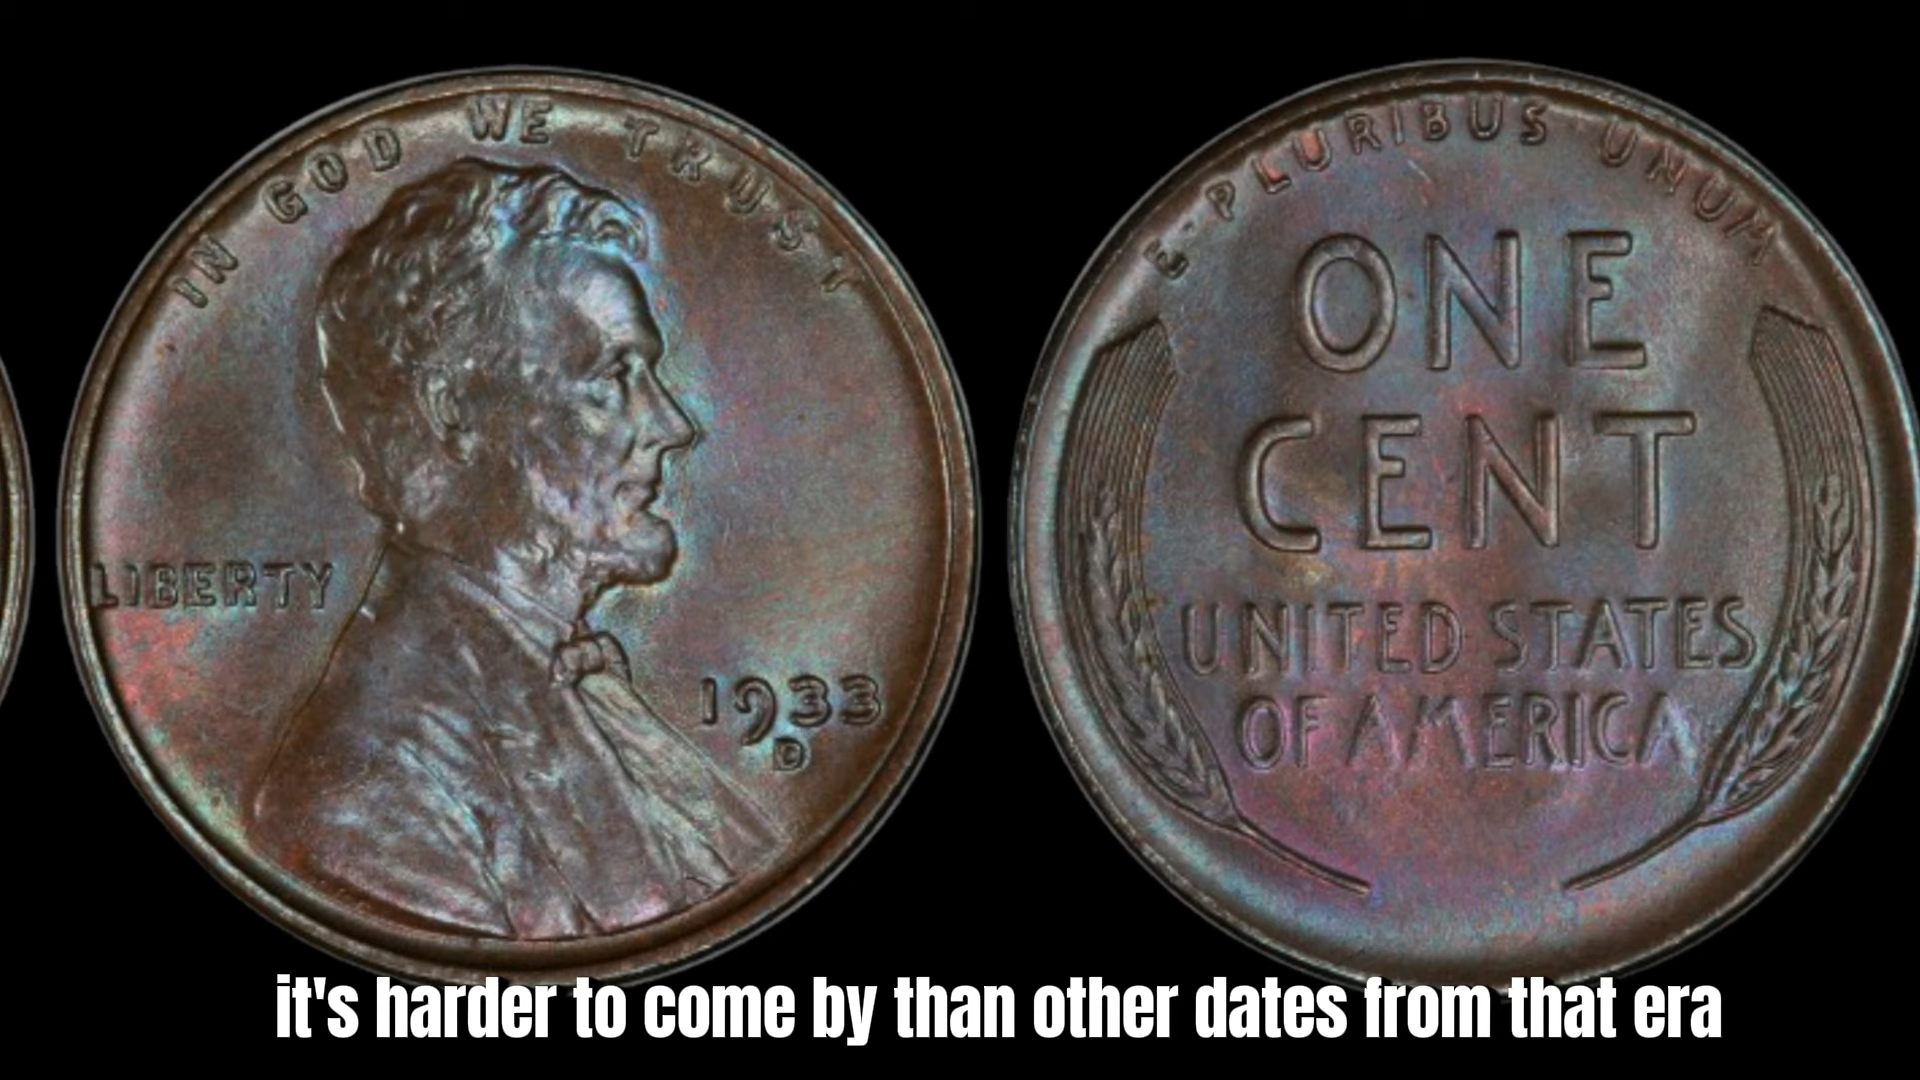 IN GOD WE TRUST
LIBERTY
1933
D
E·PLURIBUS·UNUM
ONE
CENT
UNITED STATES
OF AMERICA
it's harder to come by than other dates from that era